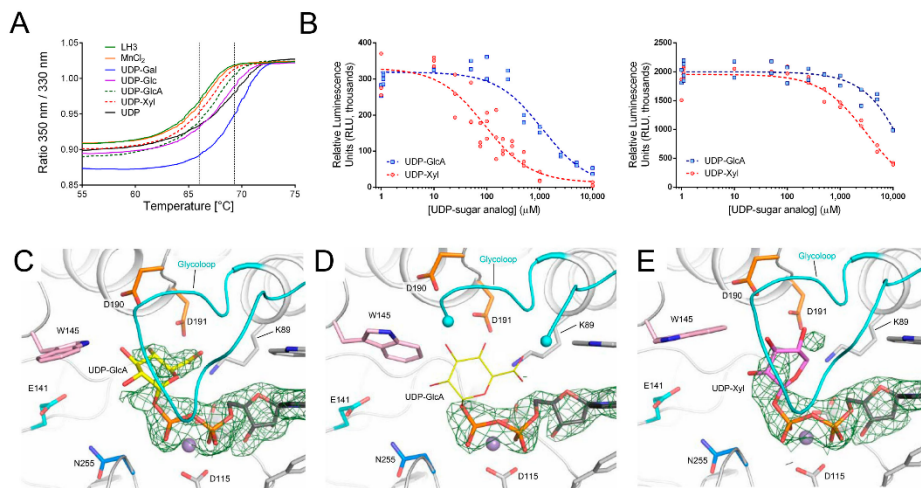 A
1.05
1.00
0.95
0.90
0.85
Ratio 350 nm / 330 nm
LH3
MnCl₂
UDP-Gal
UDP-Glc
UDP-GlcA
UDP-Xyl
UDP
55
65
70
75
Temperature [°C]
B
400
300
200
100
0
Relative Luminescence
Units (RLU, thousands)
UDP-GlcA
UDP-Xyl
1
10
100
1,000
10,000
[UDP-sugar analog] (μM)
2500
2000
1500
1000
500
0
Relative Luminescence
Units (RLU, thousands)
UDP-GlcA
UDP-Xyl
1
10
100
1,000
10,000
[UDP-sugar analog] (μM)
C
Glycoloop
D190
D191
W145
K89
UDP-GlcA
E141
N255
D115
D
Glycoloop
D190
D191
W145
K89
E141
UDP-GlcA
N255
D115
E
Glycoloop
D190
D191
W145
K89
E141
UDP-Xyl
N255
D115